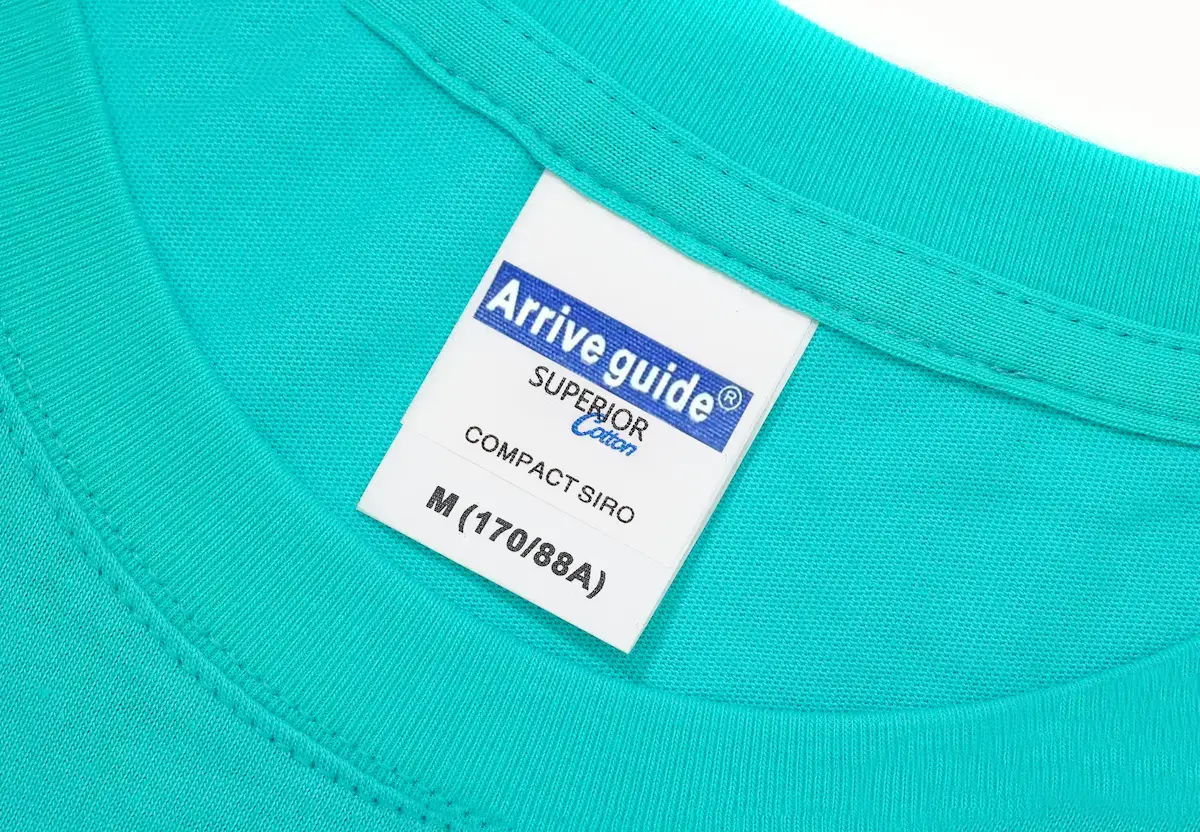 Arrive guide®
SUPERIOR
Cotton
COMPACT SIRO
M (170/88A)